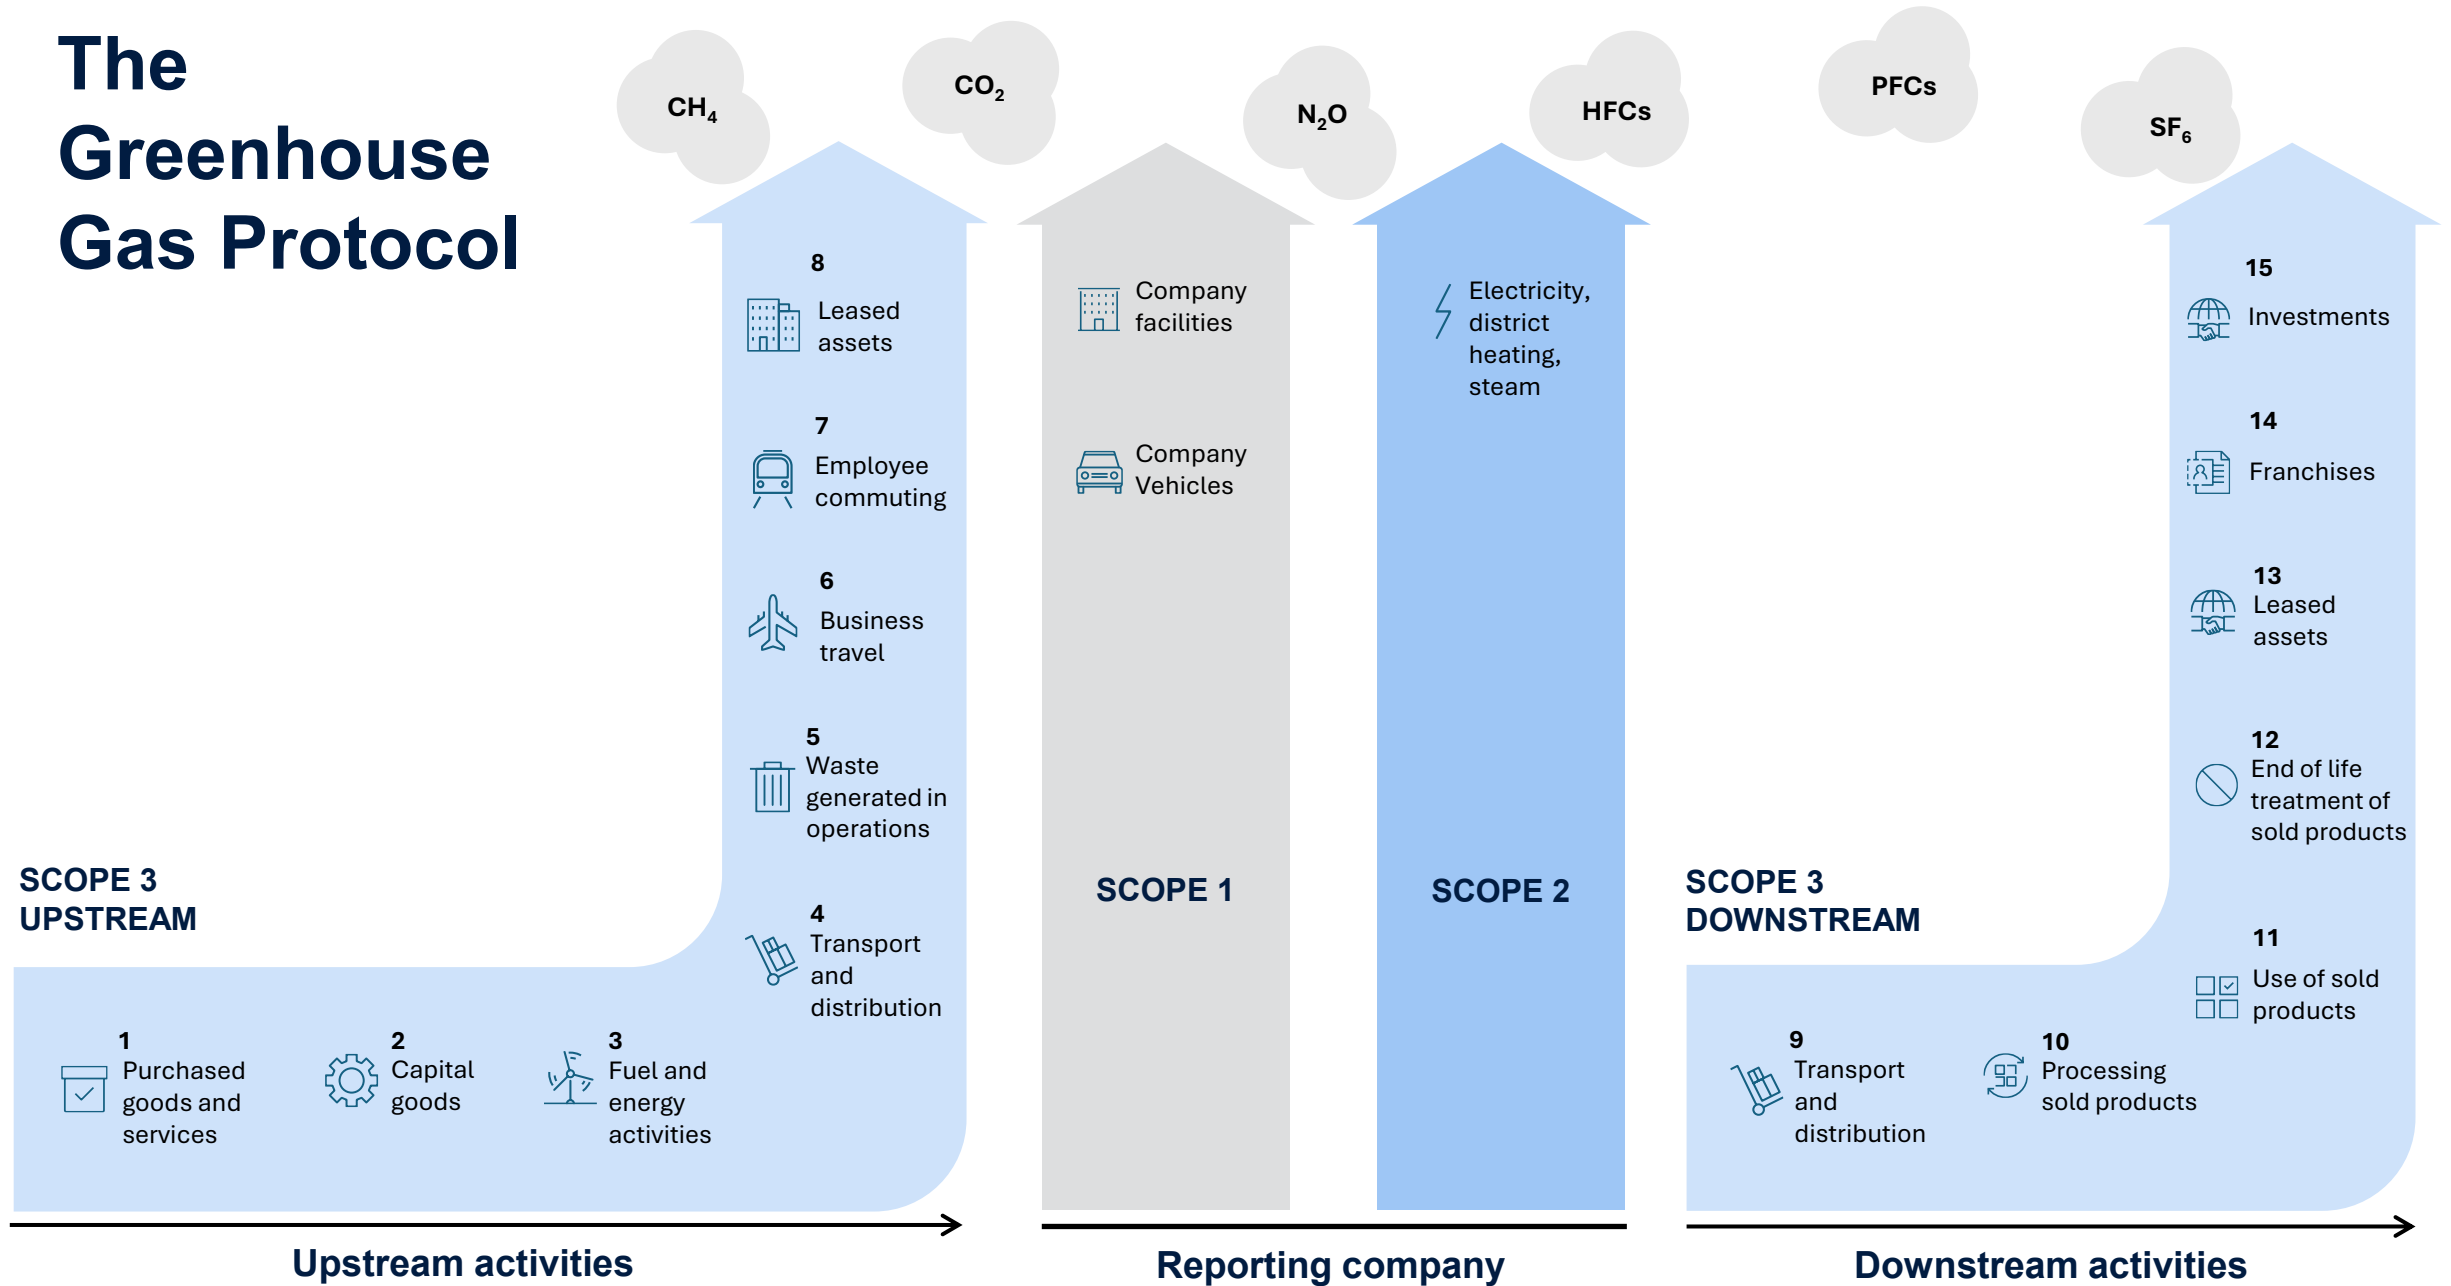 The
Greenhouse
Gas Protocol
CH₄
CO₂
N₂O
HFCs
PFCs
SF₆
8
Leased
assets
7
Employee
commuting
6
Business
travel
5
Waste
generated in
operations
4
Transport
and
distribution
SCOPE 3
UPSTREAM
1
Purchased
goods and
services
2
Capital
goods
3
Fuel and
energy
activities
Upstream activities
Company
facilities
Company
Vehicles
SCOPE 1
Electricity,
district
heating,
steam
SCOPE 2
Reporting company
15
Investments
14
Franchises
13
Leased
assets
12
End of life
treatment of
sold products
11
Use of sold
products
SCOPE 3
DOWNSTREAM
9
Transport
and
distribution
10
Processing
sold products
Downstream activities